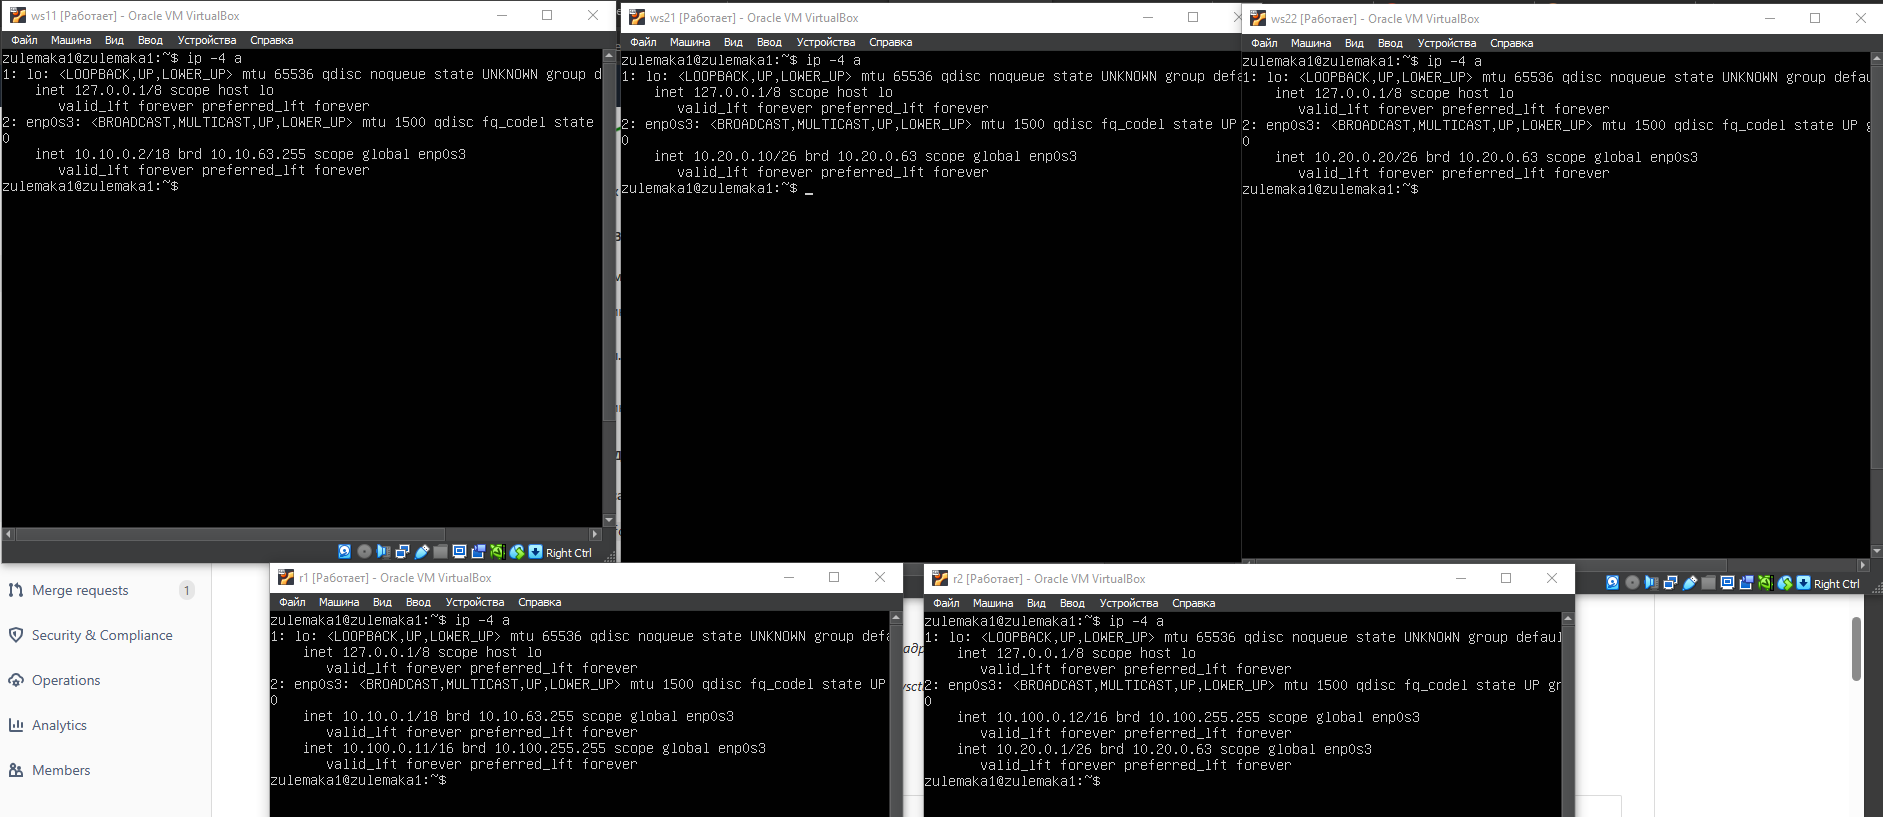 ws11 [Работает] - Oracle VM VirtualBox
Файл Машина Вид Ввод Устройства Справка
zulemaka1@zulemaka1:~$ ip -4 a
1: lo: <LOOPBACK,UP,LOWER_UP> mtu 65536 qdisc noqueue state UNKNOWN group d
inet 127.0.0.1/8 scope host lo
valid_lft forever preferred_lft forever
2: enp0s3: <BROADCAST,MULTICAST,UP,LOWER_UP> mtu 1500 qdisc fq_codel state
0
inet 10.10.0.2/18 brd 10.10.63.255 scope global enp0s3
valid_lft forever preferred_lft forever
zulemaka1@zulemaka1:~$
Right Ctrl
ws21 [Работает] - Oracle VM VirtualBox
Файл Машина Вид Ввод Устройства Справка
zulemaka1@zulemaka1:~$ ip -4 a
1: lo: <LOOPBACK,UP,LOWER_UP> mtu 65536 qdisc noqueue state UNKNOWN group defa
inet 127.0.0.1/8 scope host lo
valid_lft forever preferred_lft forever
2: enp0s3: <BROADCAST,MULTICAST,UP,LOWER_UP> mtu 1500 qdisc fq_codel state UP
0
inet 10.20.0.10/26 brd 10.20.0.63 scope global enp0s3
valid_lft forever preferred_lft forever
zulemaka1@zulemaka1:~$ _
ws22 [Работает] - Oracle VM VirtualBox
Файл Машина Вид Ввод Устройства Справка
zulemaka1@zulemaka1:~$ ip -4 a
1: lo: <LOOPBACK,UP,LOWER_UP> mtu 65536 qdisc noqueue state UNKNOWN group defau
inet 127.0.0.1/8 scope host lo
valid_lft forever preferred_lft forever
2: enp0s3: <BROADCAST,MULTICAST,UP,LOWER_UP> mtu 1500 qdisc fq_codel state UP g
0
inet 10.20.0.20/26 brd 10.20.0.63 scope global enp0s3
valid_lft forever preferred_lft forever
zulemaka1@zulemaka1:~$
Right Ctrl
Merge requests 1
Security & Compliance
Operations
Analytics
Members
r1 [Работает] - Oracle VM VirtualBox
Файл Машина Вид Ввод Устройства Справка
zulemaka1@zulemaka1:~$ ip -4 a
1: lo: <LOOPBACK,UP,LOWER_UP> mtu 65536 qdisc noqueue state UNKNOWN group defa
inet 127.0.0.1/8 scope host lo
valid_lft forever preferred_lft forever
2: enp0s3: <BROADCAST,MULTICAST,UP,LOWER_UP> mtu 1500 qdisc fq_codel state UP
0
inet 10.10.0.1/18 brd 10.10.63.255 scope global enp0s3
valid_lft forever preferred_lft forever
inet 10.100.0.11/16 brd 10.100.255.255 scope global enp0s3
valid_lft forever preferred_lft forever
zulemaka1@zulemaka1:~$
r2 [Работает] - Oracle VM VirtualBox
Файл Машина Вид Ввод Устройства Справка
zulemaka1@zulemaka1:~$ ip -4 a
1: lo: <LOOPBACK,UP,LOWER_UP> mtu 65536 qdisc noqueue state UNKNOWN group defaul
inet 127.0.0.1/8 scope host lo
valid_lft forever preferred_lft forever
2: enp0s3: <BROADCAST,MULTICAST,UP,LOWER_UP> mtu 1500 qdisc fq_codel state UP gr
0
inet 10.100.0.12/16 brd 10.100.255.255 scope global enp0s3
valid_lft forever preferred_lft forever
inet 10.20.0.1/26 brd 10.20.0.63 scope global enp0s3
valid_lft forever preferred_lft forever
zulemaka1@zulemaka1:~$